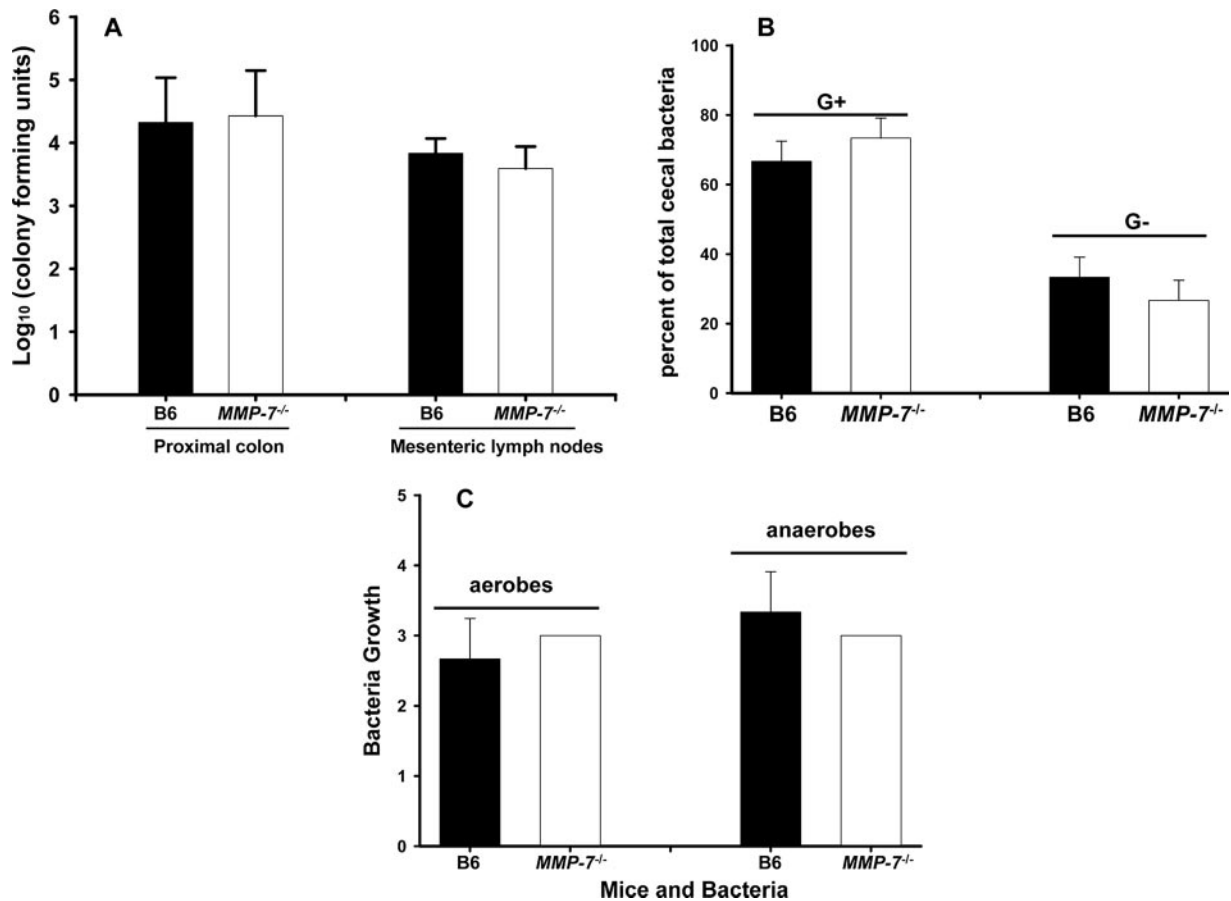 A
Log₁₀ (colony forming units)
6
5
4
3
2
1
0
B6
MMP-7⁻/⁻
B6
MMP-7⁻/⁻
Proximal colon
Mesenteric lymph nodes
B
percent of total cecal bacteria
100
80
60
40
20
0
G+
G-
B6
MMP-7⁻/⁻
B6
MMP-7⁻/⁻
C
Bacteria Growth
5
4
3
2
1
0
aerobes
anaerobes
B6
MMP-7⁻/⁻
B6
MMP-7⁻/⁻
Mice and Bacteria